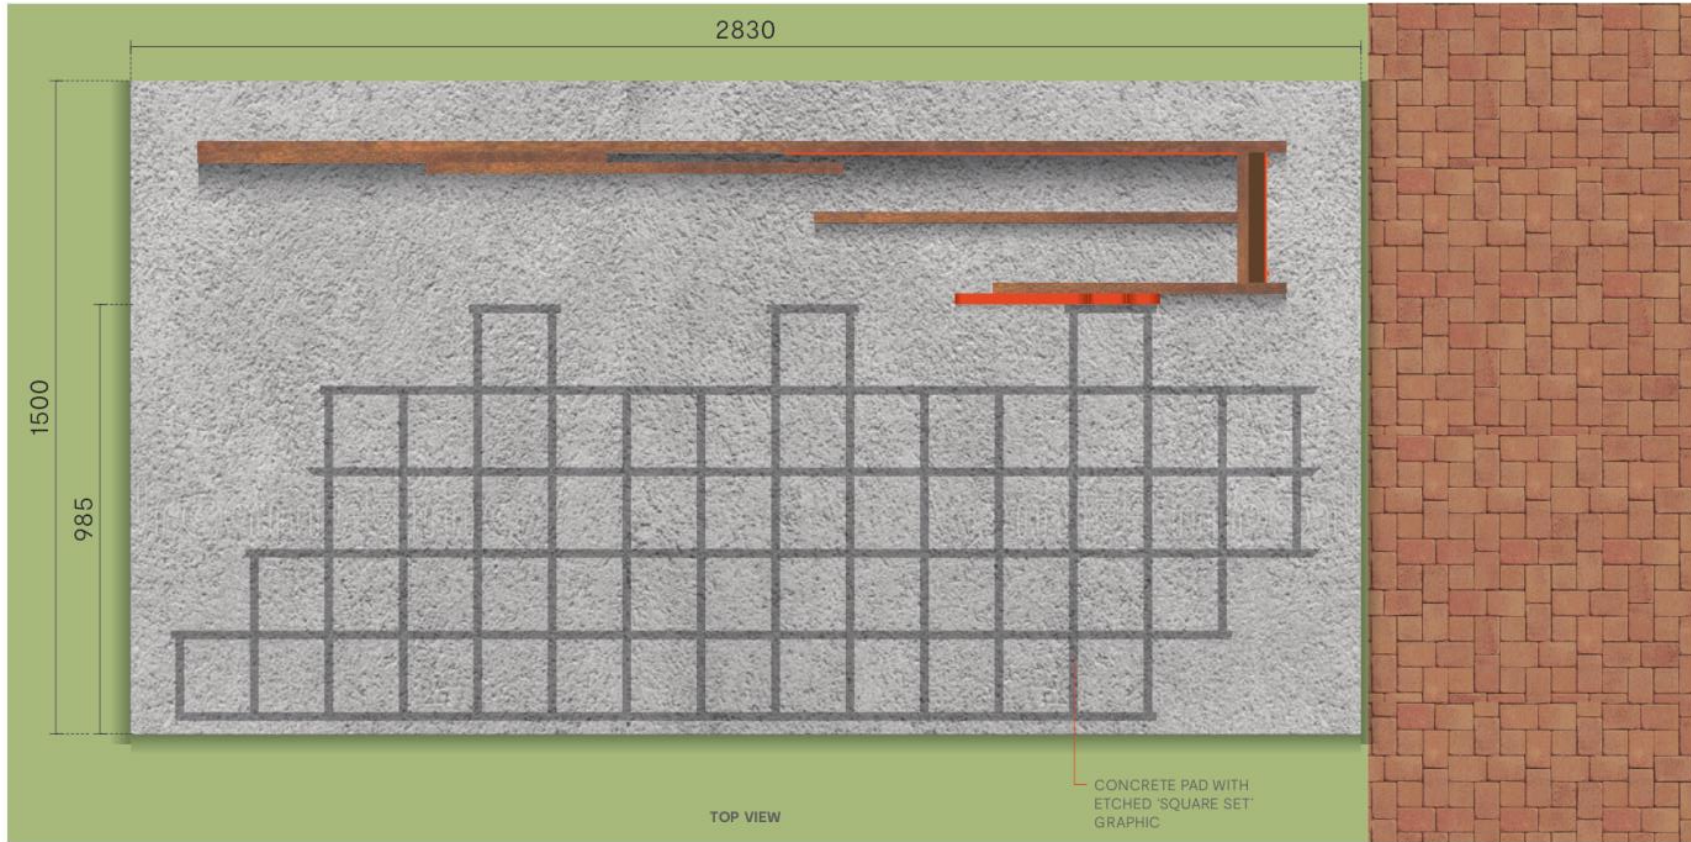 2830
1500
985
CONCRETE PAD WITH
ETCHED 'SQUARE SET'
GRAPHIC
TOP VIEW